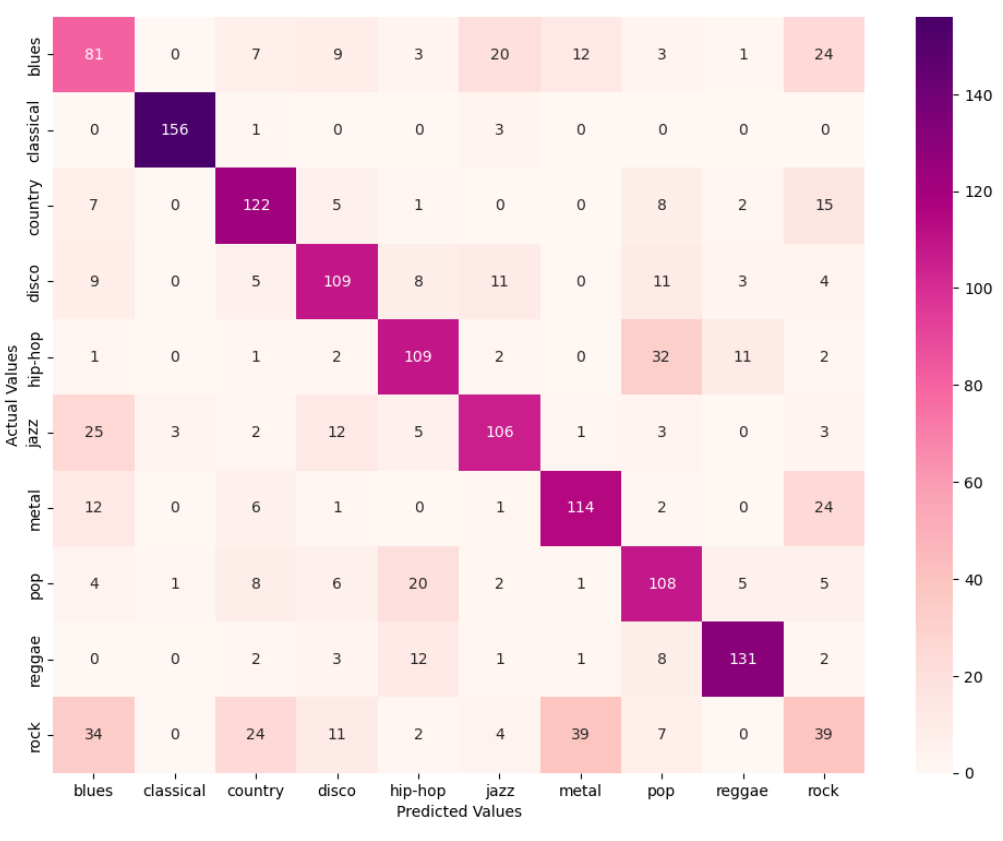 blues 81 0 7 9 3 20 12 3 1 24
classical 0 156 1 0 0 3 0 0 0 0
country 7 0 122 5 1 0 0 8 2 15
disco 9 0 5 109 8 11 0 11 3 4
hip-hop 1 0 1 2 109 2 0 32 11 2
jazz 25 3 2 12 5 106 1 3 0 3
metal 12 0 6 1 0 1 114 2 0 24
pop 4 1 8 6 20 2 1 108 5 5
reggae 0 0 2 3 12 1 1 8 131 2
rock 34 0 24 11 2 4 39 7 0 39
blues classical country disco hip-hop jazz metal pop reggae rock
Predicted Values
Actual Values
140
120
100
80
60
40
20
0